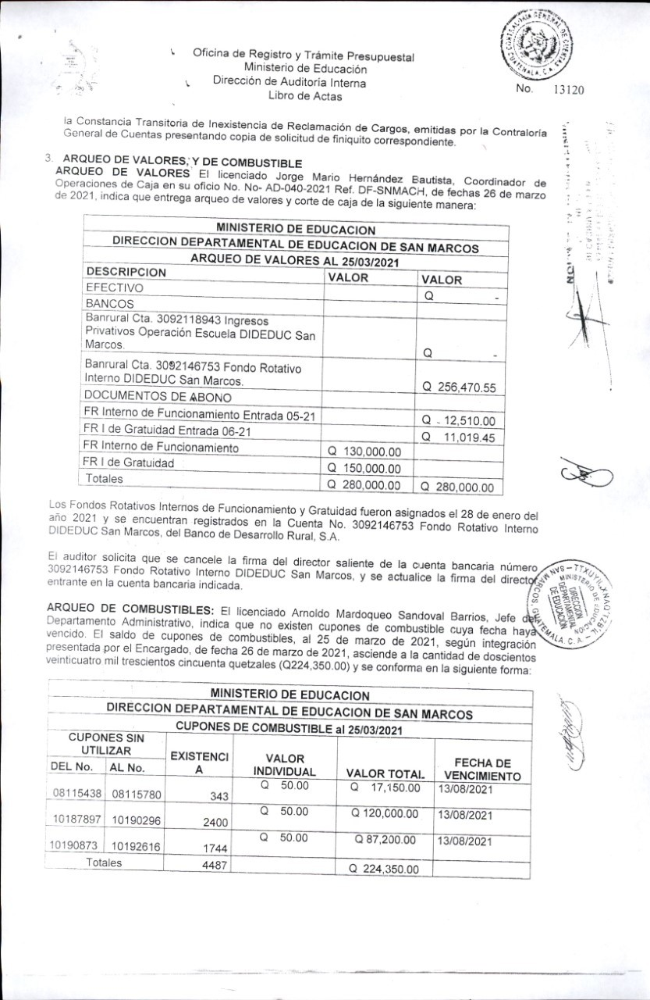 CONTRALORIA GENERAL DE CUENTAS
GUATEMALA, C.A.
Oficina de Registro y Trámite Presupuestal
Ministerio de Educación
Dirección de Auditoría Interna
Libro de Actas
No. 13120
la Constancia Transitoria de Inexistencia de Reclamación de Cargos, emitidas por la Contraloría
General de Cuentas presentando copia de solicitud de finiquito correspondiente.
3. ARQUEO DE VALORES, Y DE COMBUSTIBLE
ARQUEO DE VALORES El licenciado Jorge Mario Hernández Bautista, Coordinador de
Operaciones de Caja en su oficio No. No- AD-040-2021 Ref. DF-SNMACH, de fechas 26 de marzo
de 2021, indica que entrega arqueo de valores y corte de caja de la siguiente manera:
MINISTERIO DE EDUCACION
DIRECCION DEPARTAMENTAL DE EDUCACION DE SAN MARCOS
ARQUEO DE VALORES AL 25/03/2021
DESCRIPCION VALOR VALOR
EFECTIVO Q -
BANCOS
Banrural Cta. 3092118943 Ingresos
Privativos Operación Escuela DIDEDUC San
Marcos. Q -
Banrural Cta. 3092146753 Fondo Rotativo
Interno DIDEDUC San Marcos. Q 256,470.55
DOCUMENTOS DE ABONO
FR Interno de Funcionamiento Entrada 05-21 Q 12,510.00
FR I de Gratuidad Entrada 06-21 Q 11,019.45
FR Interno de Funcionamiento Q 130,000.00
FR I de Gratuidad Q 150,000.00
Totales Q 280,000.00 Q 280,000.00
Los Fondos Rotativos Internos de Funcionamiento y Gratuidad fueron asignados el 28 de enero del
año 2021 y se encuentran registrados en la Cuenta No. 3092146753 Fondo Rotativo Interno
DIDEDUC San Marcos, del Banco de Desarrollo Rural, S.A.
El auditor solicita que se cancele la firma del director saliente de la cuenta bancaria número
3092146753 Fondo Rotativo Interno DIDEDUC San Marcos, y se actualice la firma del director
entrante en la cuenta bancaria indicada.
MINISTERIO DE EDUCACION
DIRECCION
DEPARTAMENTAL
DE EDUCACION
ARQUEO DE COMBUSTIBLES: El licenciado Arnoldo Mardoqueo Sandoval Barrios, Jefe del
Departamento Administrativo, indica que no existen cupones de combustible cuya fecha haya
vencido. El saldo de cupones de combustibles, al 25 de marzo de 2021, según integración
presentada por el Encargado, de fecha 26 de marzo de 2021, asciende a la cantidad de doscientos
veinticuatro mil trescientos cincuenta quetzales (Q224,350.00) y se conforma en la siguiente forma:
MINISTERIO DE EDUCACION
DIRECCION DEPARTAMENTAL DE EDUCACION DE SAN MARCOS
CUPONES DE COMBUSTIBLE al 25/03/2021
CUPONES SIN
UTILIZAR
DEL No. AL No.
EXISTENCI
A
VALOR
INDIVIDUAL
VALOR TOTAL
FECHA DE
VENCIMIENTO
08115438 08115780 343 Q 50.00 Q 17,150.00 13/08/2021
10187897 10190296 2400 Q 50.00 Q 120,000.00 13/08/2021
10190873 10192616 1744 Q 50.00 Q 87,200.00 13/08/2021
Totales 4487 Q 224,350.00